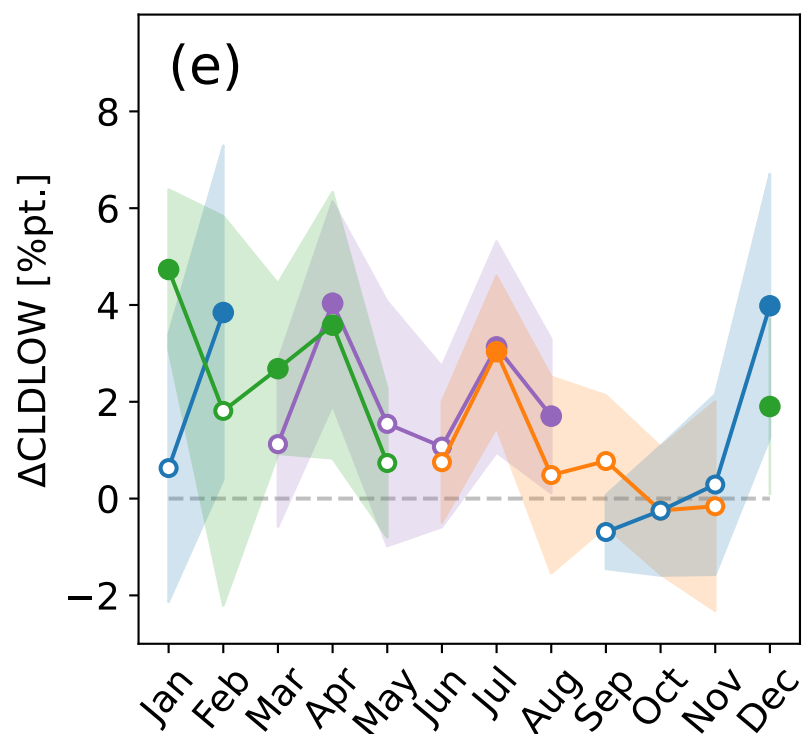 (e)
ΔCLDLOW [%pt.]
8
6
4
2
0
−2
Jan
Feb
Mar
Apr
May
Jun
Jul
Aug
Sep
Oct
Nov
Dec